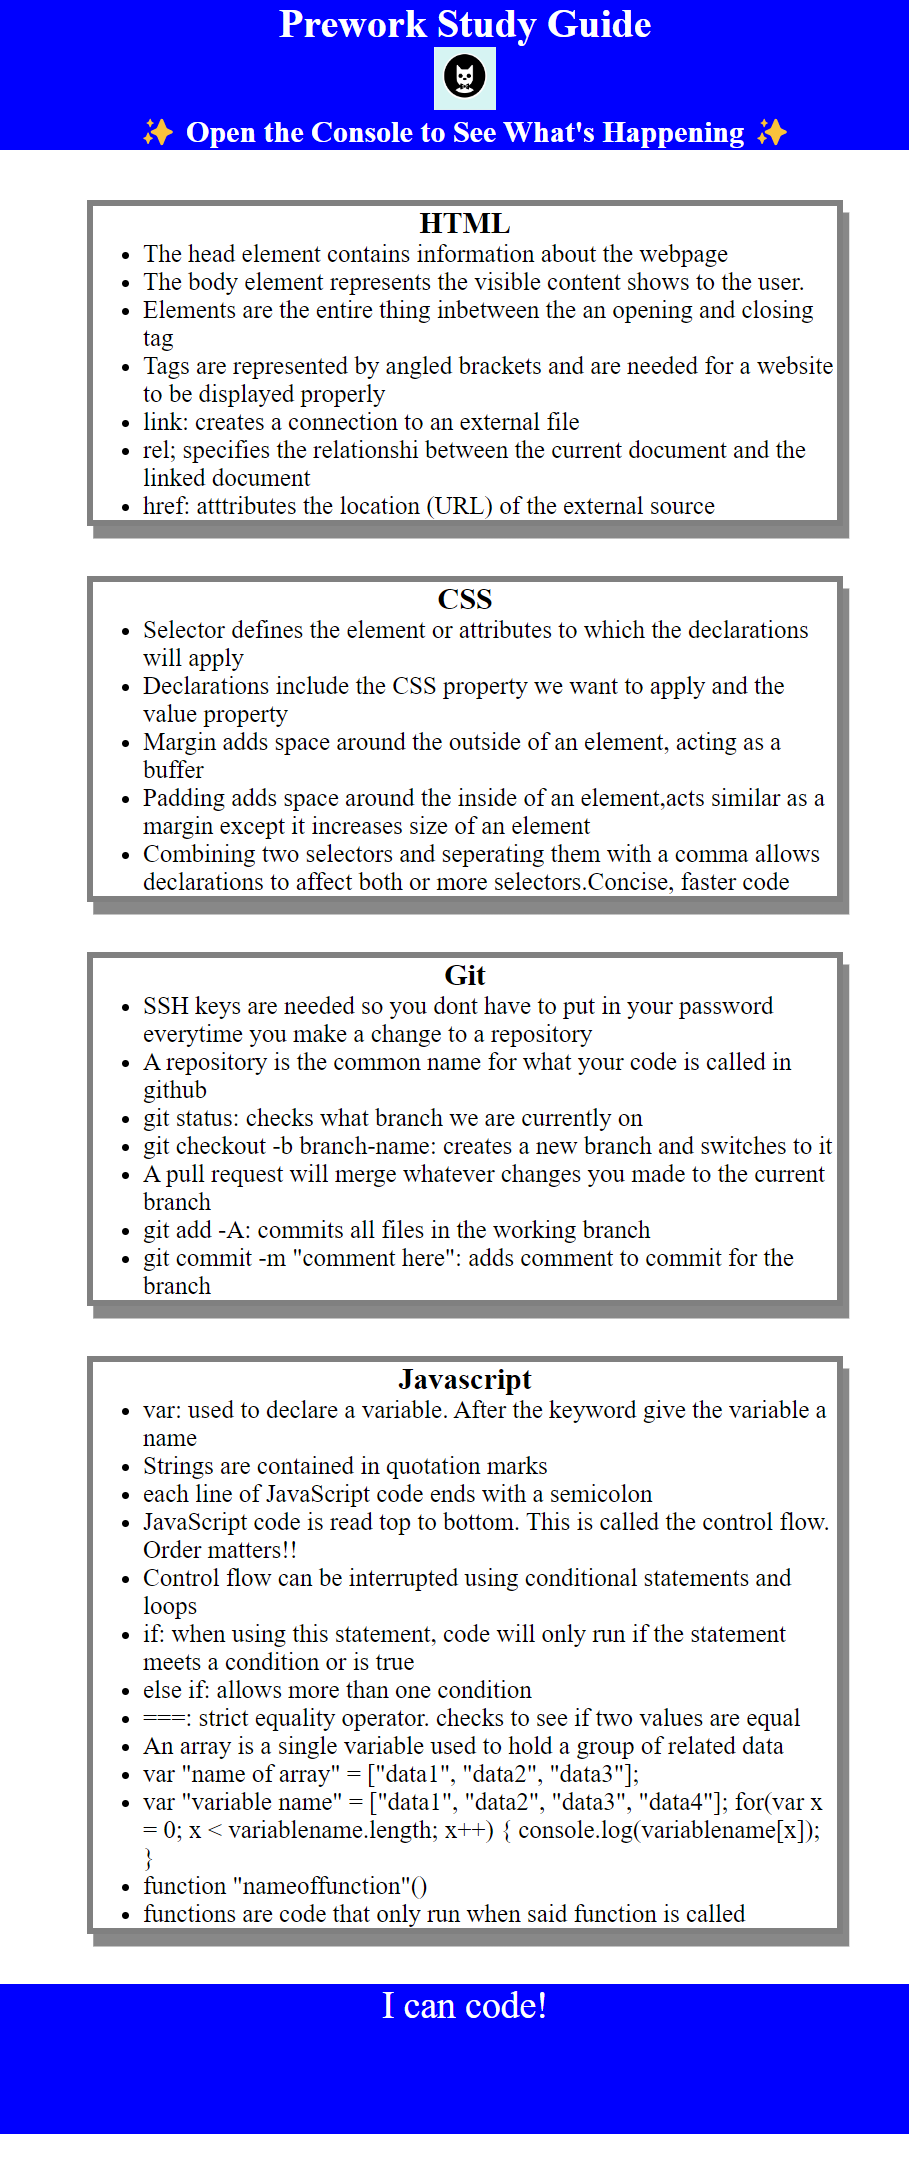 Prework Study Guide
✨ Open the Console to See What's Happening ✨
HTML
• The head element contains information about the webpage
• The body element represents the visible content shows to the user.
• Elements are the entire thing inbetween the an opening and closing
tag
• Tags are represented by angled brackets and are needed for a website
to be displayed properly
• link: creates a connection to an external file
• rel; specifies the relationshi between the current document and the
linked document
• href: atttributes the location (URL) of the external source
CSS
• Selector defines the element or attributes to which the declarations
will apply
• Declarations include the CSS property we want to apply and the
value property
• Margin adds space around the outside of an element, acting as a
buffer
• Padding adds space around the inside of an element,acts similar as a
margin except it increases size of an element
• Combining two selectors and seperating them with a comma allows
declarations to affect both or more selectors.Concise, faster code
Git
• SSH keys are needed so you dont have to put in your password
everytime you make a change to a repository
• A repository is the common name for what your code is called in
github
• git status: checks what branch we are currently on
• git checkout -b branch-name: creates a new branch and switches to it
• A pull request will merge whatever changes you made to the current
branch
• git add -A: commits all files in the working branch
• git commit -m "comment here": adds comment to commit for the
branch
Javascript
• var: used to declare a variable. After the keyword give the variable a
name
• Strings are contained in quotation marks
• each line of JavaScript code ends with a semicolon
• JavaScript code is read top to bottom. This is called the control flow.
Order matters!!
• Control flow can be interrupted using conditional statements and
loops
• if: when using this statement, code will only run if the statement
meets a condition or is true
• else if: allows more than one condition
• ===: strict equality operator. checks to see if two values are equal
• An array is a single variable used to hold a group of related data
• var "name of array" = ["data1", "data2", "data3"];
• var "variable name" = ["data1", "data2", "data3", "data4"]; for(var x
= 0; x < variablename.length; x++) { console.log(variablename[x]);
}
• function "nameoffunction"()
• functions are code that only run when said function is called
I can code!